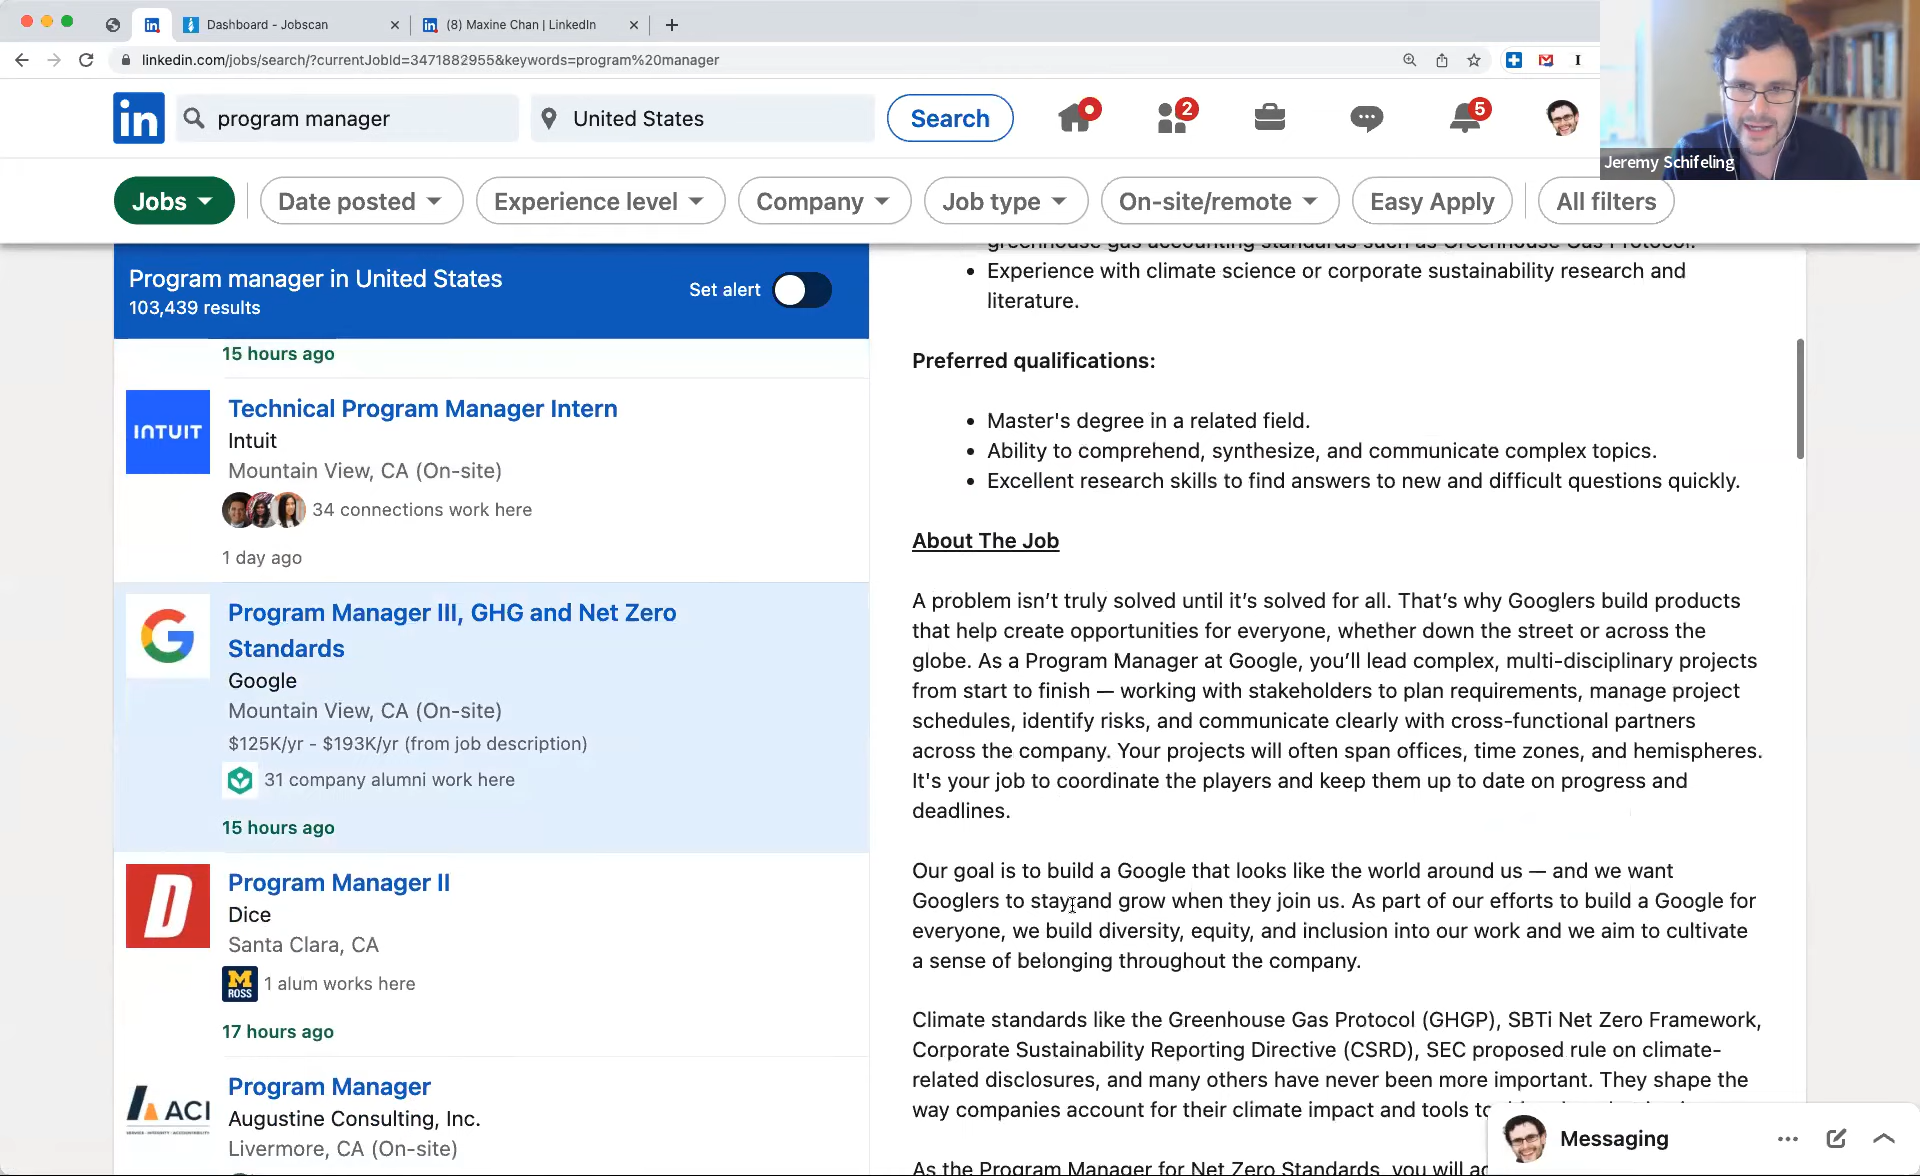 Dashboard - Jobscan
(8) Maxine Chan | LinkedIn
linkedin.com/jobs/search/?currentJobId=3471882955&keywords=program%20manager
in
program manager
United States
Search
2
5
Jeremy Schifeling
Jobs
Date posted
Experience level
Company
Job type
On-site/remote
Easy Apply
All filters
Program manager in United States
103,439 results
Set alert
15 hours ago
INTUIT
Technical Program Manager Intern
Intuit
Mountain View, CA (On-site)
34 connections work here
1 day ago
G
Program Manager III, GHG and Net Zero
Standards
Google
Mountain View, CA (On-site)
$125K/yr - $193K/yr (from job description)
31 company alumni work here
15 hours ago
D
Program Manager II
Dice
Santa Clara, CA
M
ROSS
1 alum works here
17 hours ago
ACI
Program Manager
Augustine Consulting, Inc.
Livermore, CA (On-site)
greenhouse gas accounting standards such as Greenhouse Gas Protocol.
• Experience with climate science or corporate sustainability research and
literature.
Preferred qualifications:
• Master's degree in a related field.
• Ability to comprehend, synthesize, and communicate complex topics.
• Excellent research skills to find answers to new and difficult questions quickly.
About The Job
A problem isn't truly solved until it's solved for all. That's why Googlers build products
that help create opportunities for everyone, whether down the street or across the
globe. As a Program Manager at Google, you'll lead complex, multi-disciplinary projects
from start to finish — working with stakeholders to plan requirements, manage project
schedules, identify risks, and communicate clearly with cross-functional partners
across the company. Your projects will often span offices, time zones, and hemispheres.
It's your job to coordinate the players and keep them up to date on progress and
deadlines.
Our goal is to build a Google that looks like the world around us — and we want
Googlers to stay and grow when they join us. As part of our efforts to build a Google for
everyone, we build diversity, equity, and inclusion into our work and we aim to cultivate
a sense of belonging throughout the company.
Climate standards like the Greenhouse Gas Protocol (GHGP), SBTi Net Zero Framework,
Corporate Sustainability Reporting Directive (CSRD), SEC proposed rule on climate-
related disclosures, and many others have never been more important. They shape the
way companies account for their climate impact and tools to
As the Program Manager for Net Zero Standards, you will
Messaging